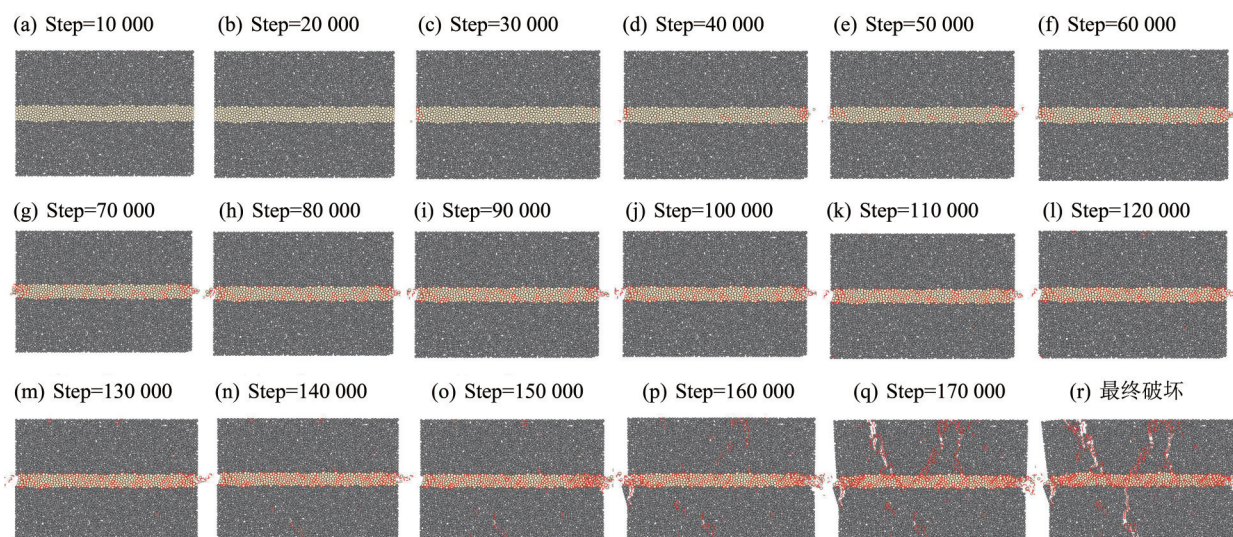 (a) Step=10 000
(b) Step=20 000
(c) Step=30 000
(d) Step=40 000
(e) Step=50 000
(f) Step=60 000
(g) Step=70 000
(h) Step=80 000
(i) Step=90 000
(j) Step=100 000
(k) Step=110 000
(l) Step=120 000
(m) Step=130 000
(n) Step=140 000
(o) Step=150 000
(p) Step=160 000
(q) Step=170 000
(r) 最终破坏